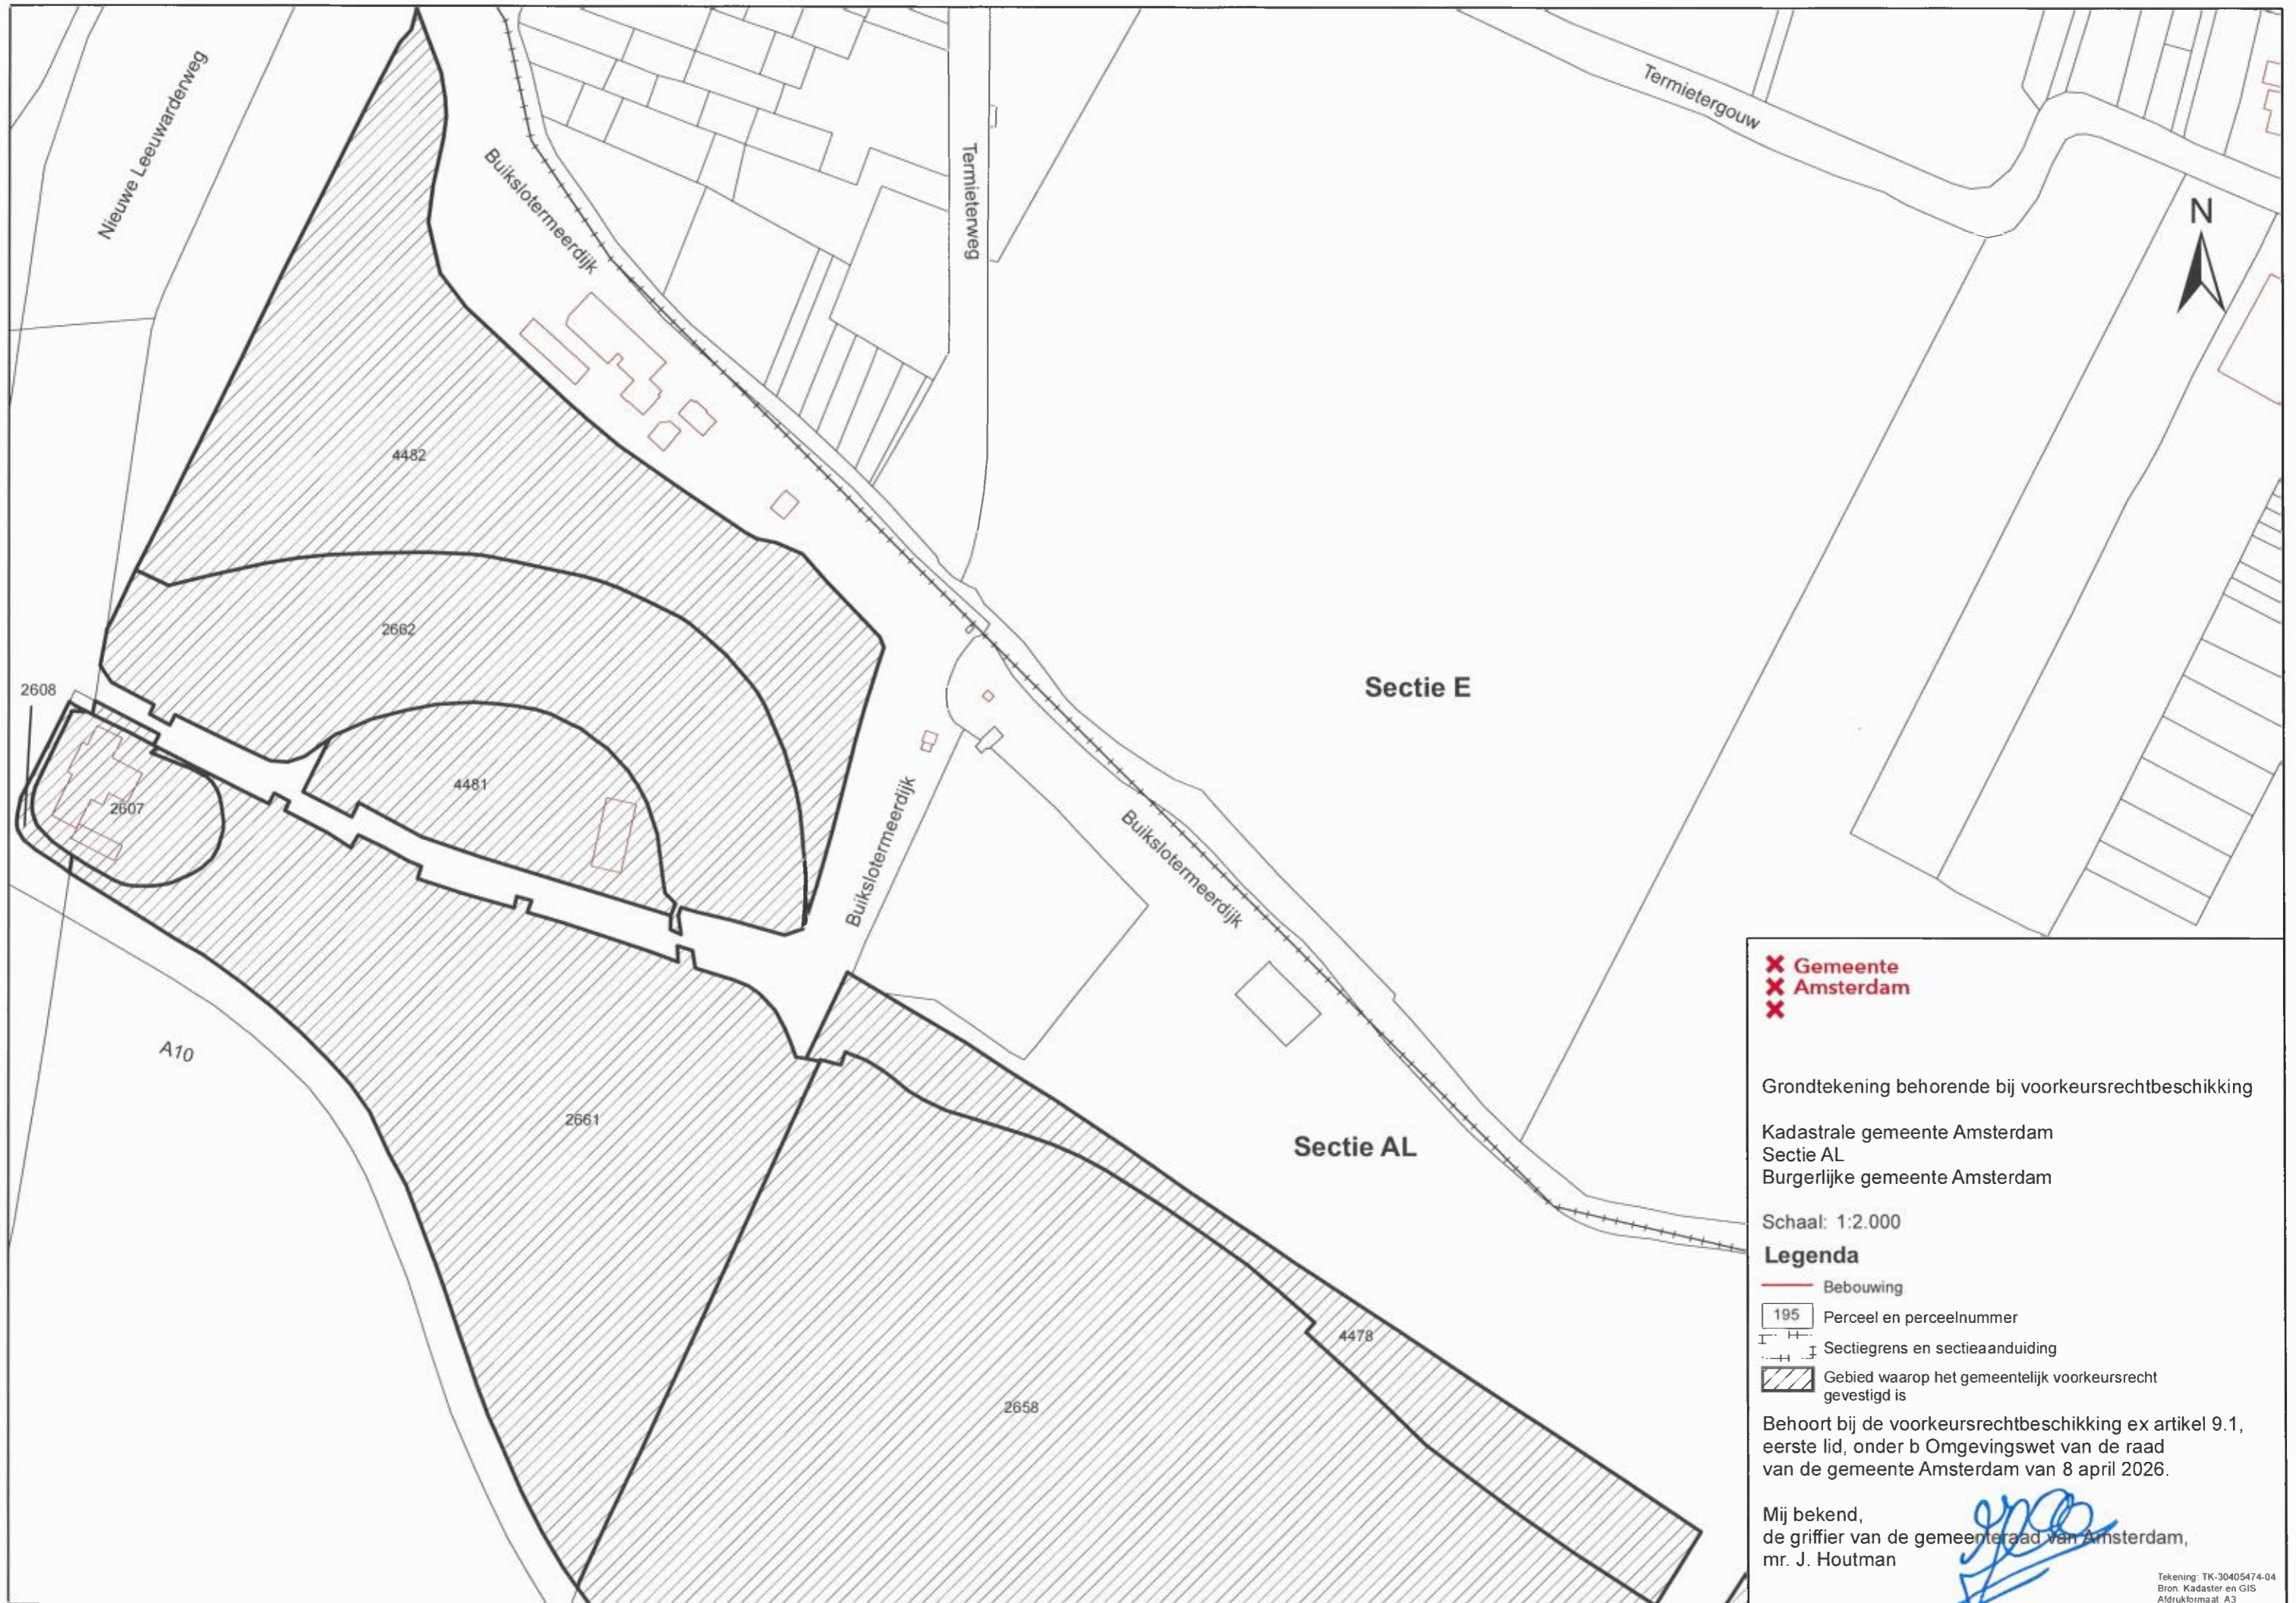 Nieuwe Leeuwarderweg
Buikslotermeerdijk
Termieterweg
Termietergouw
N
4482
2662
2608
4481
2607
Sectie E
Buikslotermeerdijk
Buikslotermeerdijk
A10
2661
Sectie AL
4478
2658
Gemeente
Amsterdam
Grondtekening behorende bij voorkeursrechtbeschikking
Kadastrale gemeente Amsterdam
Sectie AL
Burgerlijke gemeente Amsterdam
Schaal: 1:2.000
Legenda
Bebouwing
195 Perceel en perceelnummer
Sectiegrens en sectieaanduiding
Gebied waarop het gemeentelijk voorkeursrecht
gevestigd is
Behoort bij de voorkeursrechtbeschikking ex artikel 9.1,
eerste lid, onder b Omgevingswet van de raad
van de gemeente Amsterdam van 8 april 2026.
Mij bekend,
de griffier van de gemeenteraad van Amsterdam,
mr. J. Houtman
Tekening: TK-30405474-04
Bron: Kadaster en GIS
Afdrukformaat A3